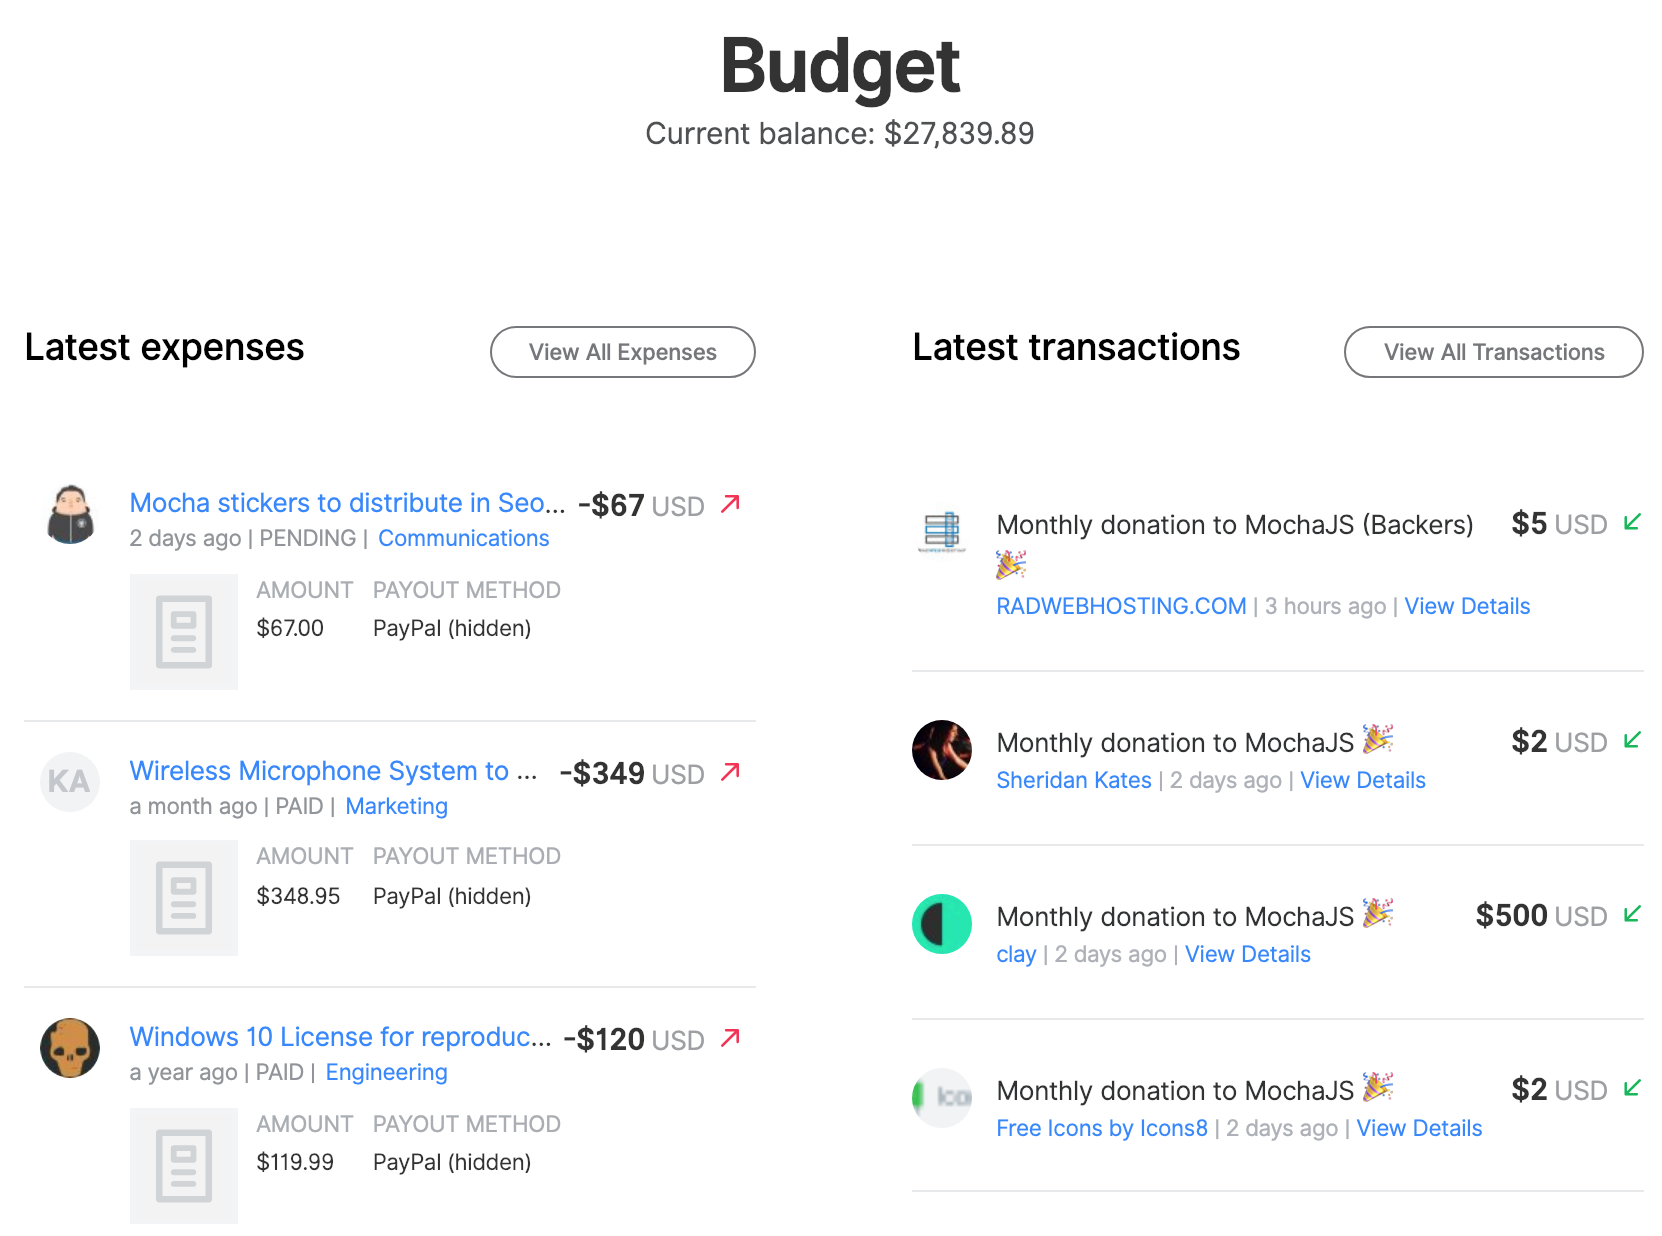 Budget
Current balance: $27,839.89
Latest expenses
View All Expenses
Mocha stickers to distribute in Seo... -$67 USD
2 days ago | PENDING | Communications
AMOUNT PAYOUT METHOD
$67.00 PayPal (hidden)
KA
Wireless Microphone System to ... -$349 USD
a month ago | PAID | Marketing
AMOUNT PAYOUT METHOD
$348.95 PayPal (hidden)
Windows 10 License for reproduc... -$120 USD
a year ago | PAID | Engineering
AMOUNT PAYOUT METHOD
$119.99 PayPal (hidden)
Latest transactions
View All Transactions
Monthly donation to MochaJS (Backers) $5 USD
🎉
RADWEBHOSTING.COM | 3 hours ago | View Details
Monthly donation to MochaJS 🎉 $2 USD
Sheridan Kates | 2 days ago | View Details
Monthly donation to MochaJS 🎉 $500 USD
clay | 2 days ago | View Details
Monthly donation to MochaJS 🎉 $2 USD
Free Icons by Icons8 | 2 days ago | View Details